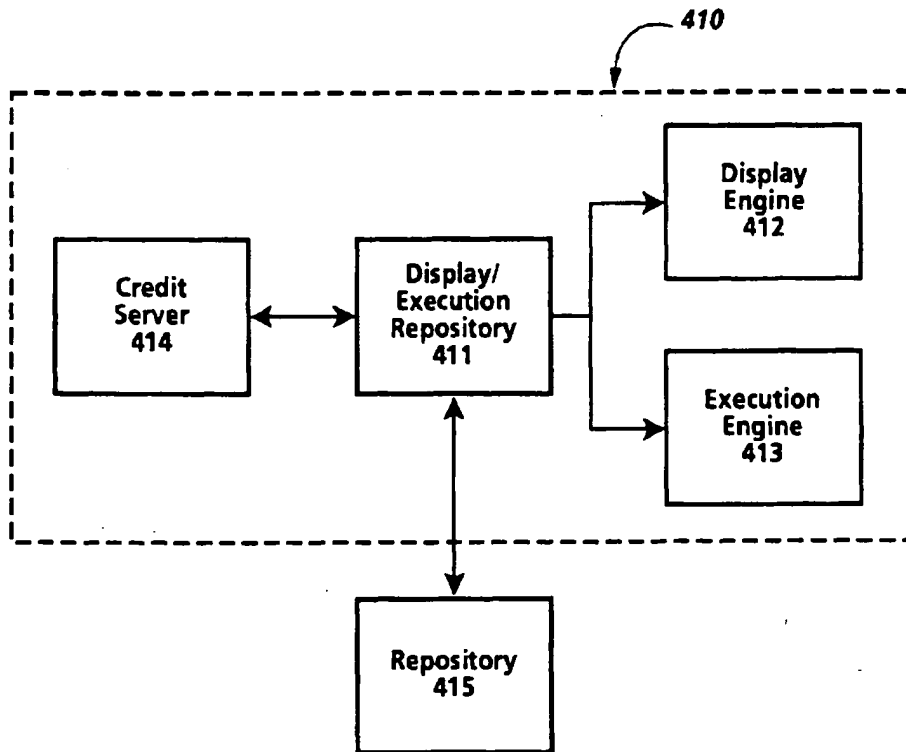 410
Display
Engine
412
Credit
Server
414
Display/
Execution
Repository
411
Execution
Engine
413
Repository
415